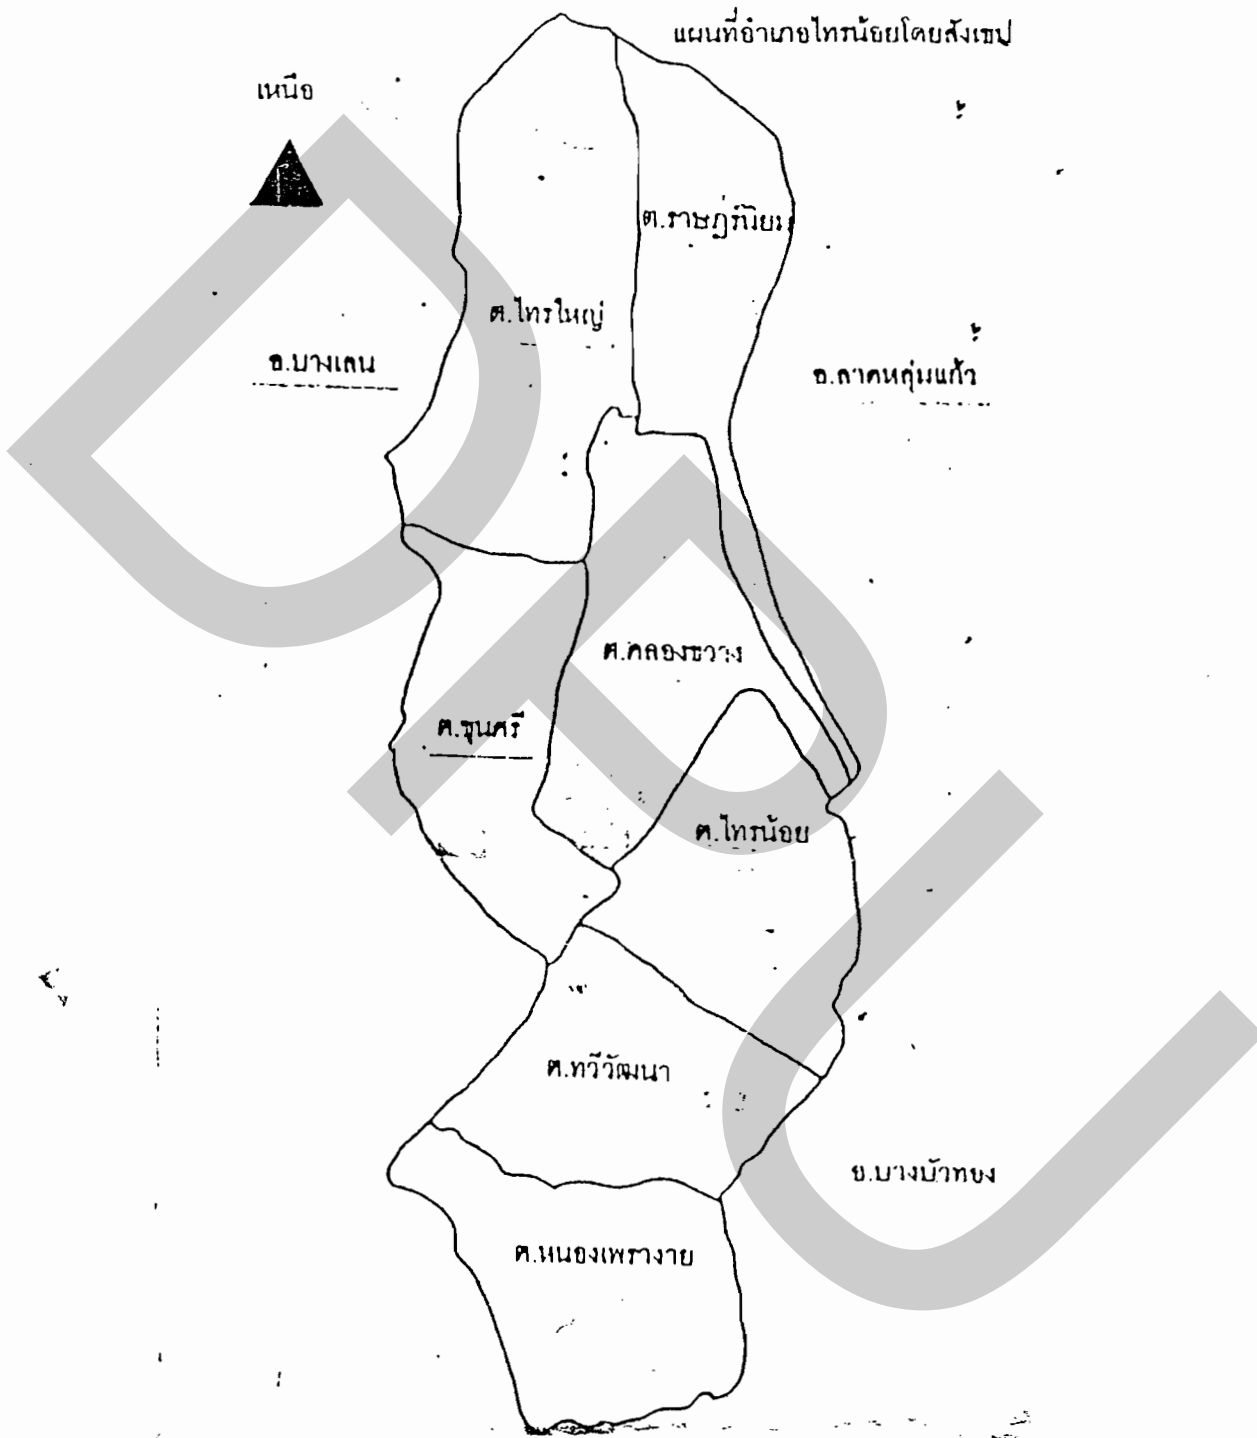 แผนที่อำเภอไทรน้อยโดยสังเขป
เหนือ
ต.ราษฎร์นิยม
ต.ไทรใหญ่
อ.บางเลน
อ.ลาดหลุมแก้ว
ต.คลองขวาง
ต.ขุนศรี
ต.ไทรน้อย
ต.ทวีวัฒนา
อ.บางบัวทอง
ต.หนองเพรางาย
DPU